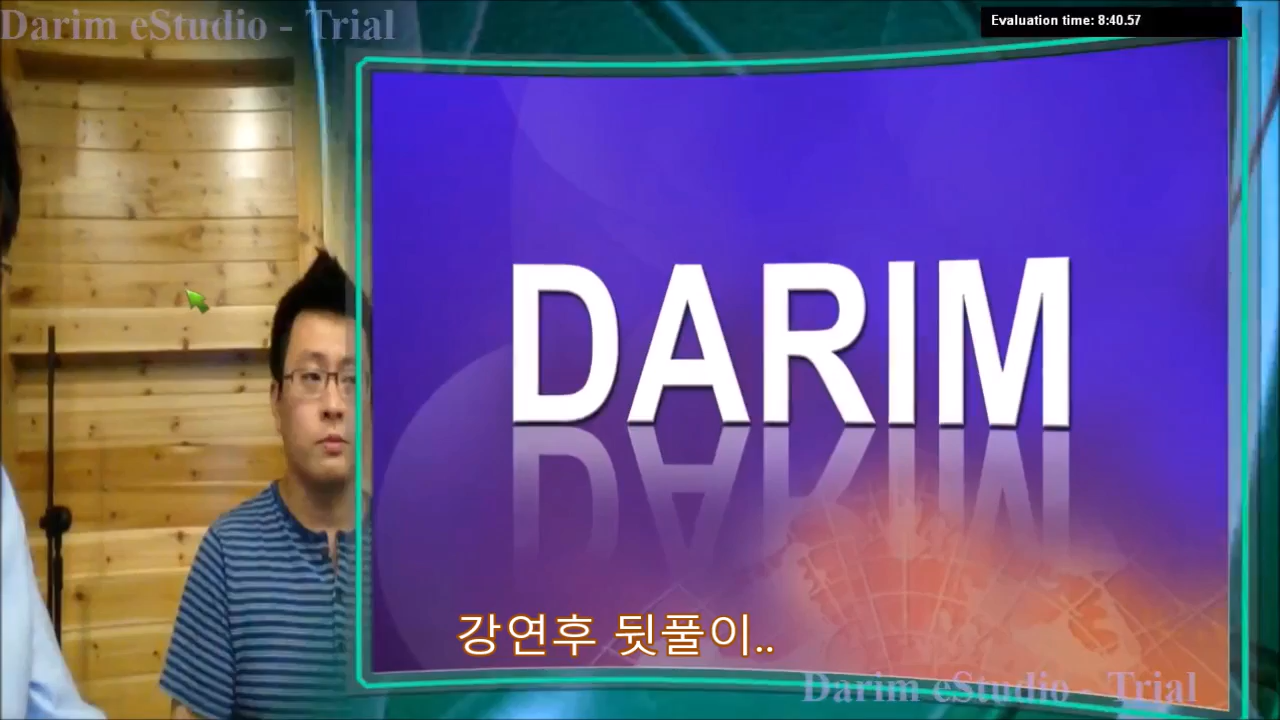 Darim eStudio - Trial
Evaluation time: 8:40.57
DARIM
강연후 뒷풀이..
Darim eStudio - Trial